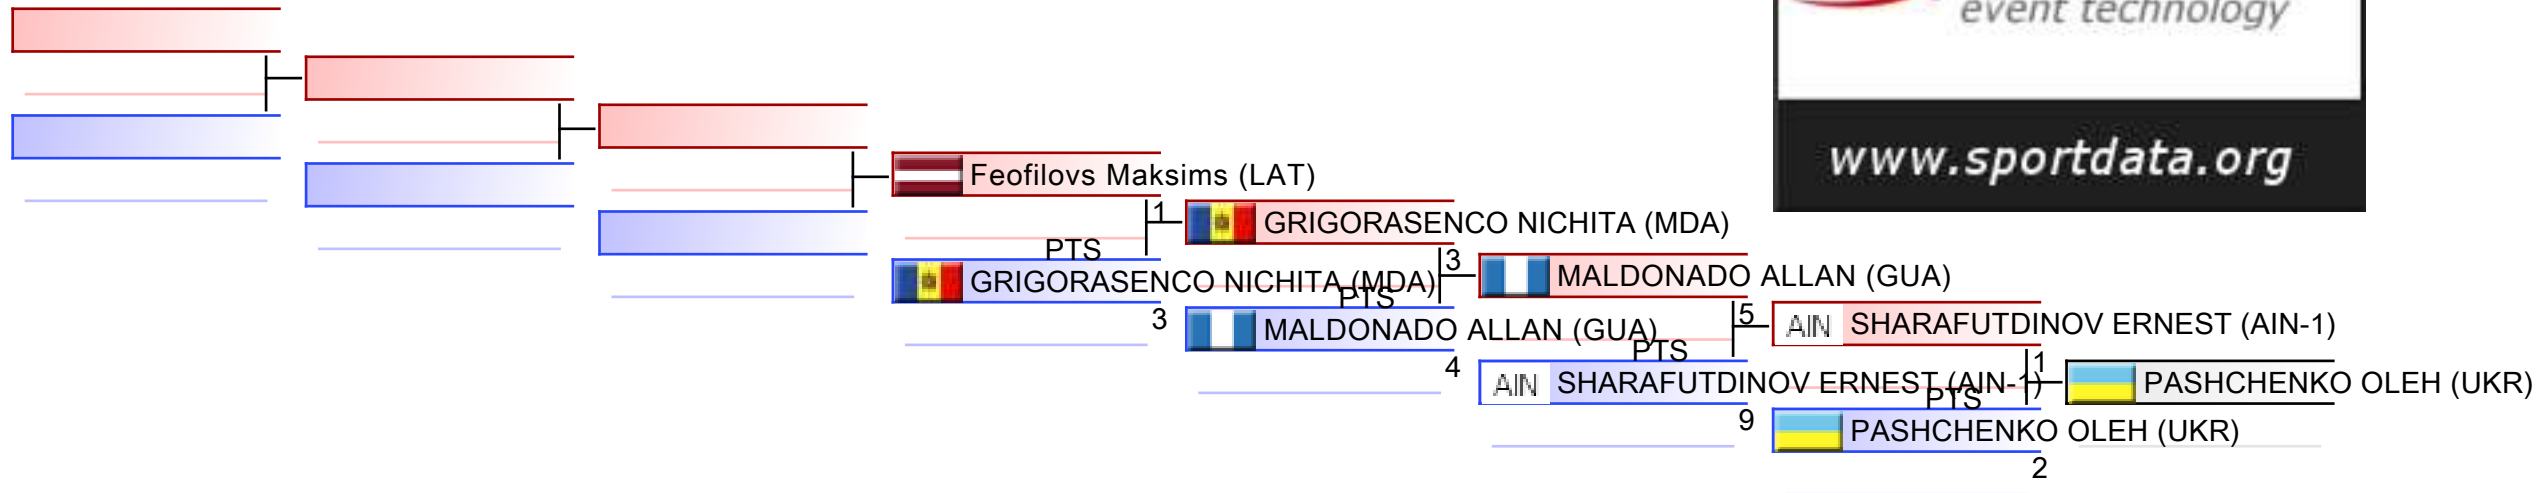 event technology
www.sportdata.org
Feofilovs Maksims (LAT)
1
GRIGORASENCO NICHITA (MDA)
PTS
GRIGORASENCO NICHITA (MDA)
3
3
MALDONADO ALLAN (GUA)
PTS
MALDONADO ALLAN (GUA)
4
5
AIN SHARAFUTDINOV ERNEST (AIN-1)
PTS
AIN SHARAFUTDINOV ERNEST (AIN-1)
9
1
PASHCHENKO OLEH (UKR)
PTS
PASHCHENKO OLEH (UKR)
2